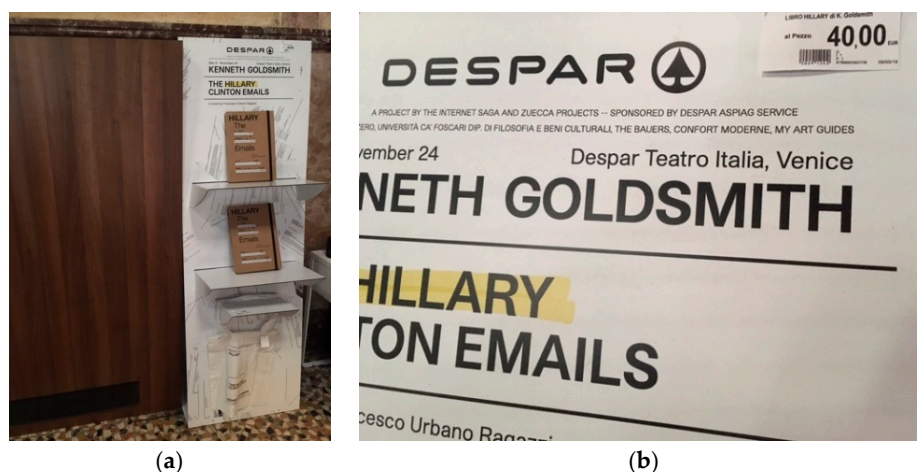 DESPAR
KENNETH GOLDSMITH
THE HILLARY
CLINTON EMAILS
HILLARY
The
Emails
HILLARY
The
Emails
(a)
LIBRO HILLARY di K. Goldsmith
al Pezzo 40,00 EUR
DESPAR
A PROJECT BY THE INTERNET SAGA AND ZUECCA PROJECTS -- SPONSORED BY DESPAR ASPIAG SERVICE
ERO, UNIVERSITÀ CA' FOSCARI DIP. DI FILOSOFIA E BENI CULTURALI, THE BAUERS, CONFORT MODERNE, MY ART GUIDES
vember 24 Despar Teatro Italia, Venice
NETH GOLDSMITH
HILLARY
TON EMAILS
cesco Urbano Ragazzi
(b)